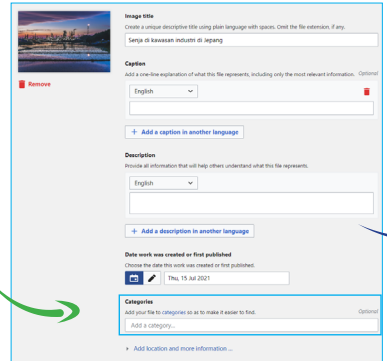 Image title
Create a unique descriptive title using plain language with spaces. Omit the file extension, if any.
Senja di kawasan industri di Jepang
Remove
Caption
Add a one-line explanation of what this file represents, including only the most relevant information. Optional
English
+ Add a caption in another language
Description
Provide all information that will help others understand what this file represents.
English
+ Add a description in another language
Date work was created or first published
Choose the date this work was created or first published.
Thu, 15 Jul 2021
Categories
Add your file to categories so as to make it easier to find. Optional
Add a category...
Add location and more information ...